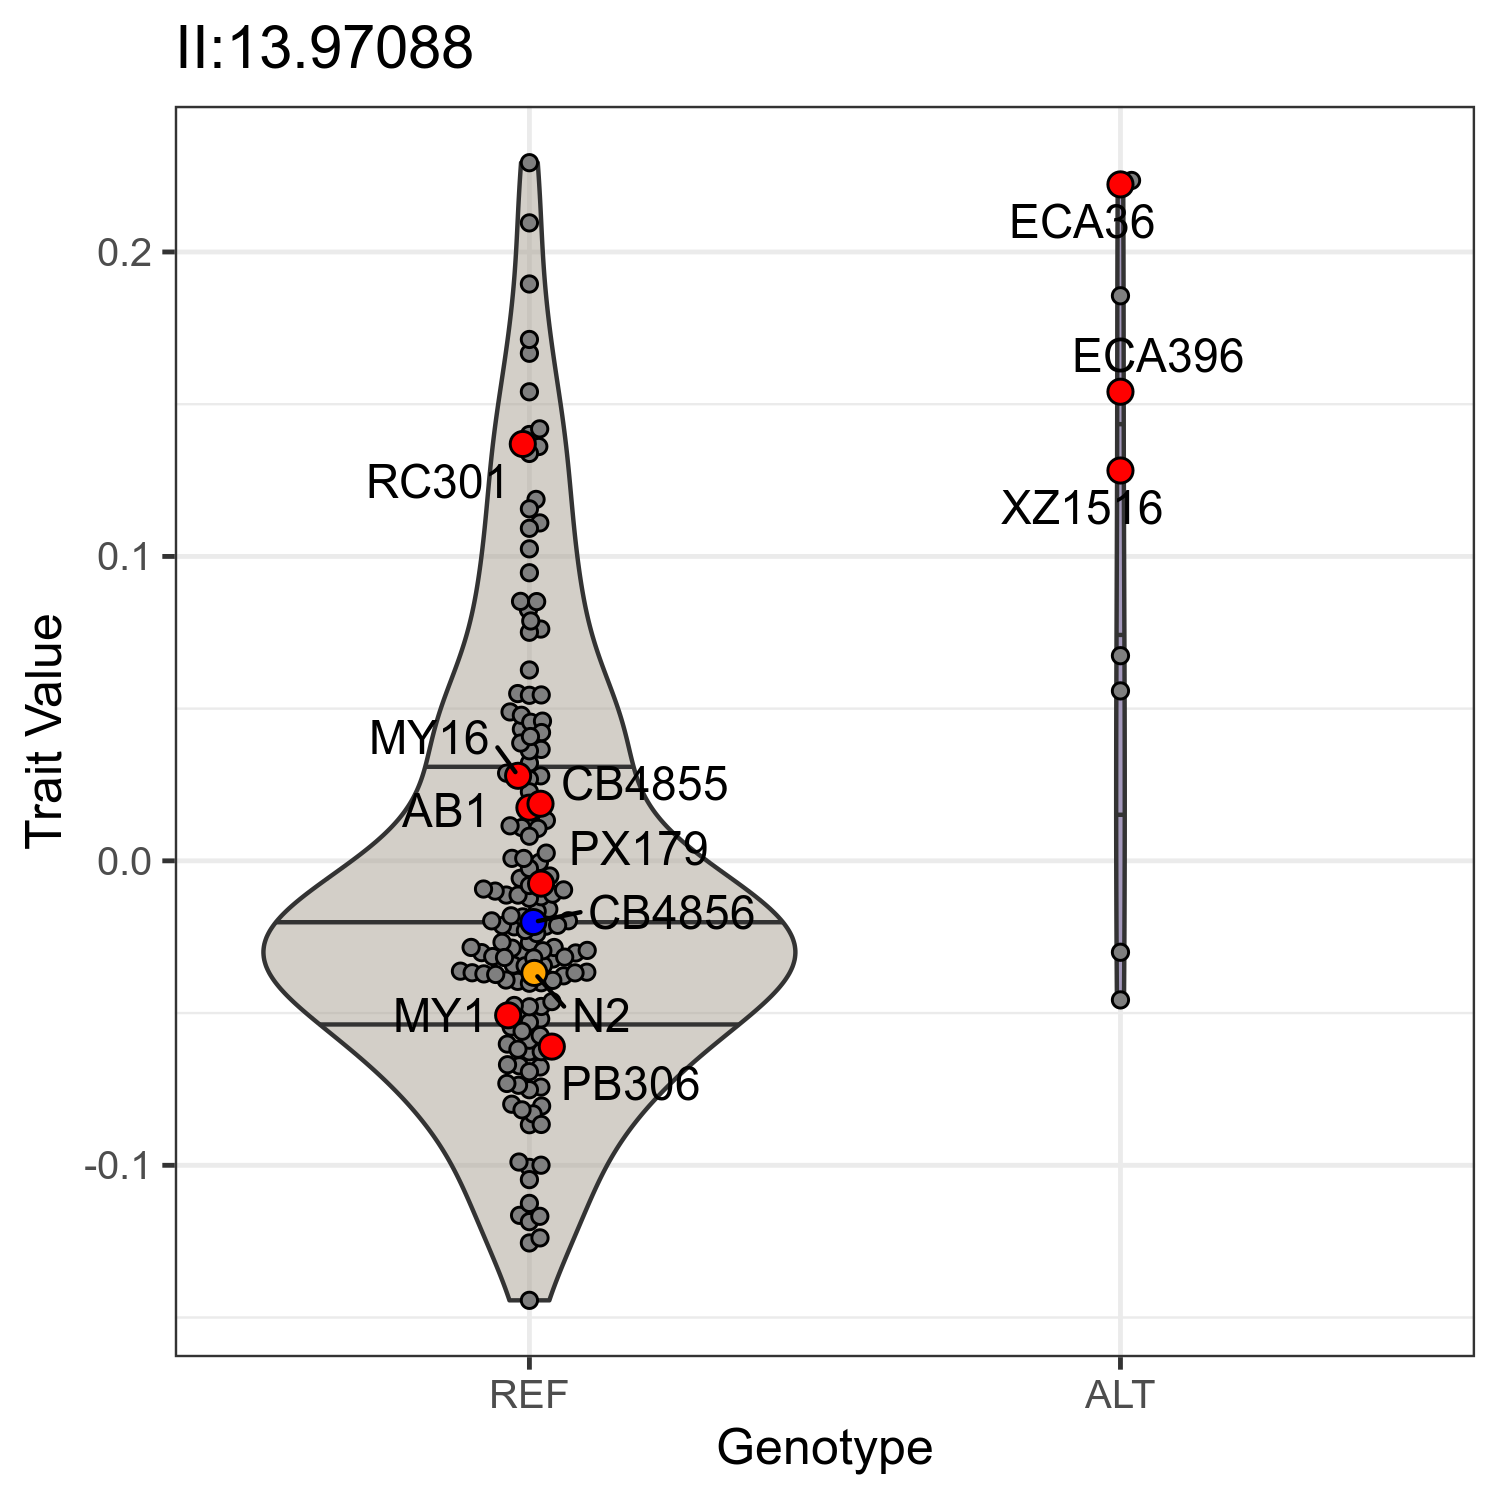 II:13.97088
Trait Value
0.2
0.1
0.0
-0.1
ECA36
ECA396
RC301
XZ1516
MY16
CB4855
AB1
PX179
CB4856
MY1
N2
PB306
REF
ALT
Genotype